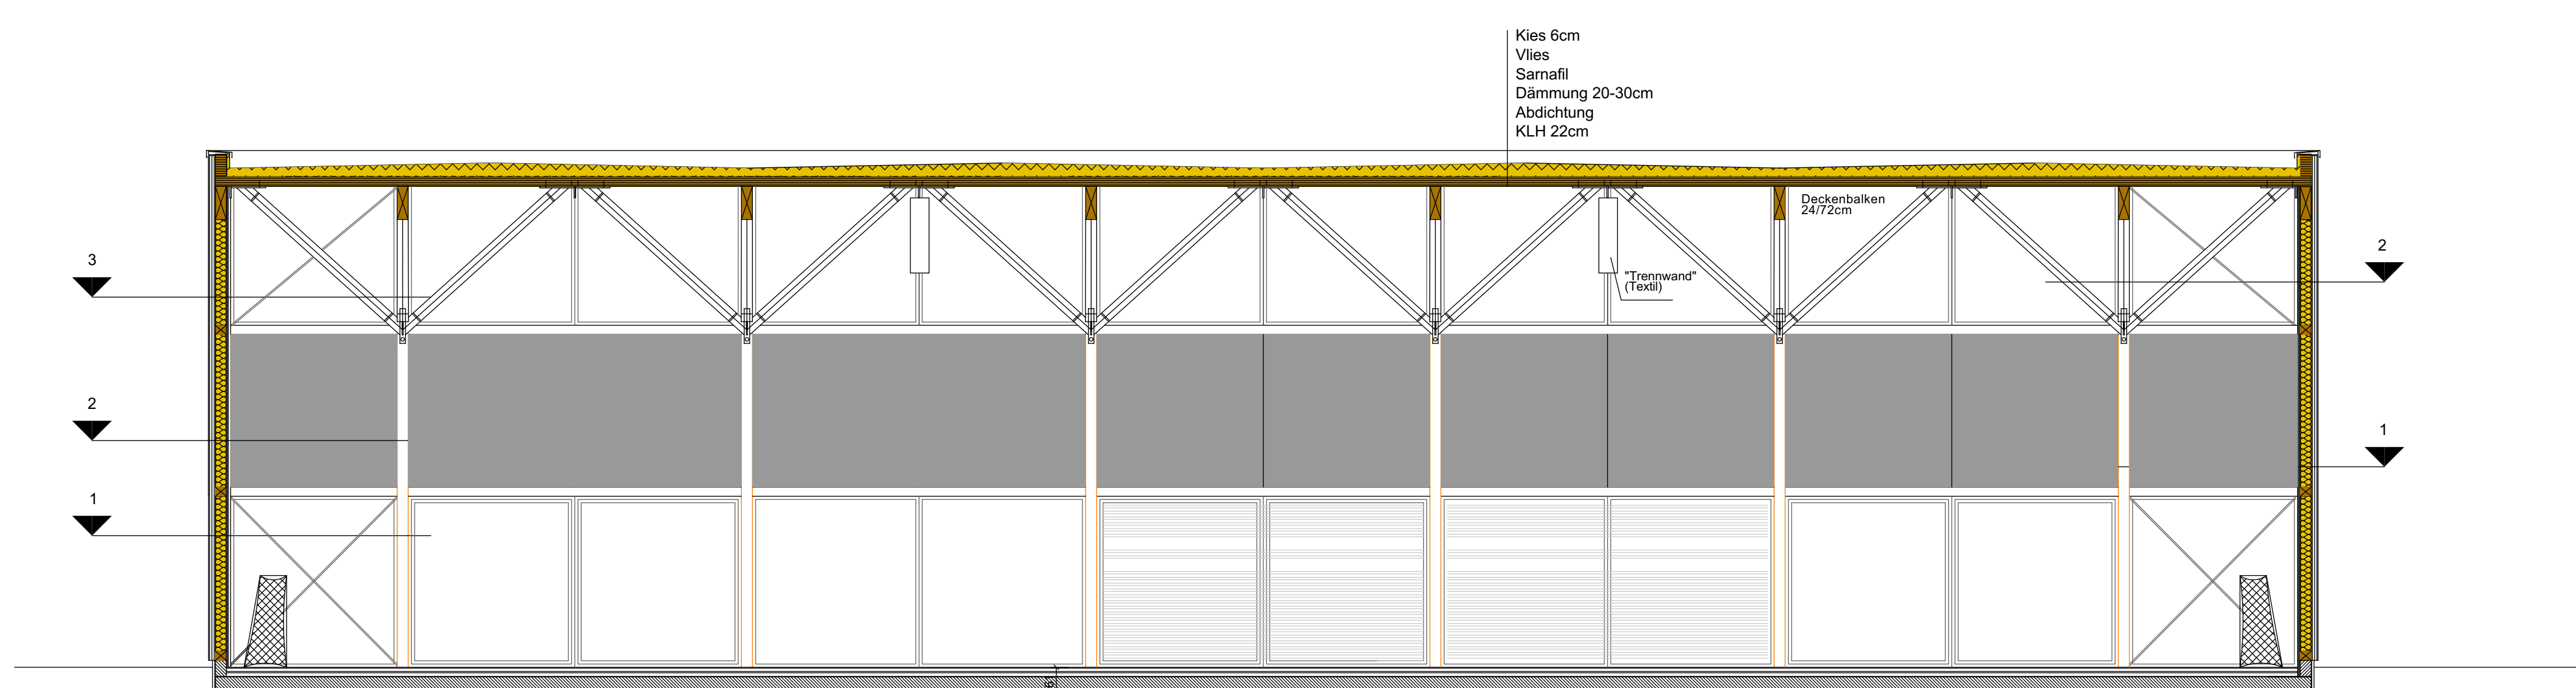 Kies 6cm
Vlies
Sarnafil
Dämmung 20-30cm
Abdichtung
KLH 22cm
Deckenbalken
24/72cm
"Trennwand"
(Textil)
3
2
1
2
1